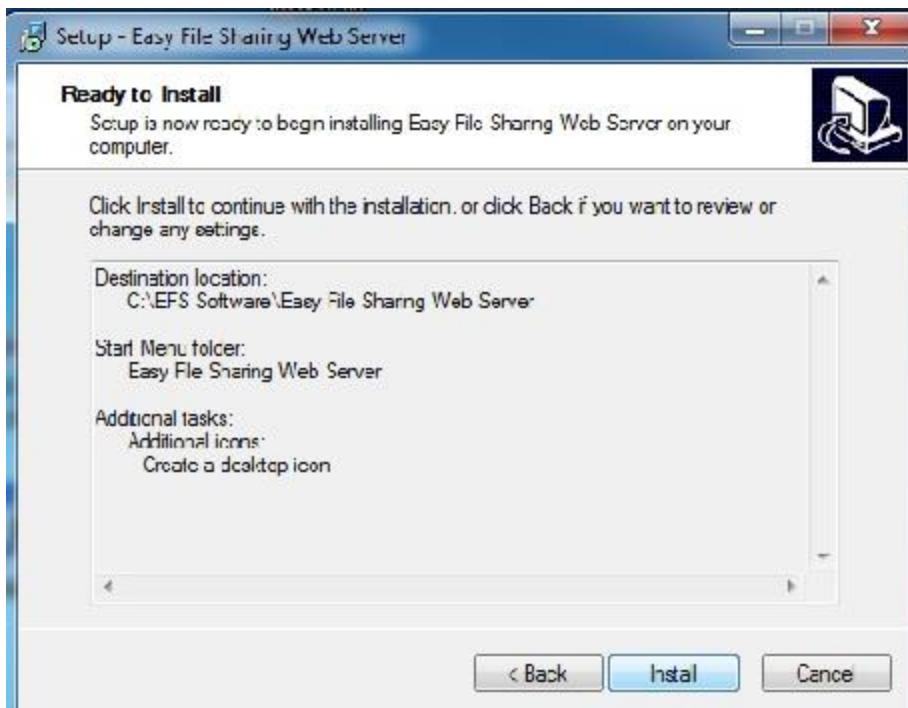 Setup - Easy File Sharing Web Server
Ready to Install
Setup is now ready to begin installing Easy File Sharing Web Server on your
computer.
Click Install to continue with the installation, or click Back if you want to review or
change any settings.
Destination location:
C:\EFS Software\Easy File Sharing Web Server
Start Menu folder:
Easy File Sharing Web Server
Additional tasks:
Additional icons:
Create a desktop icon
< Back
Install
Cancel